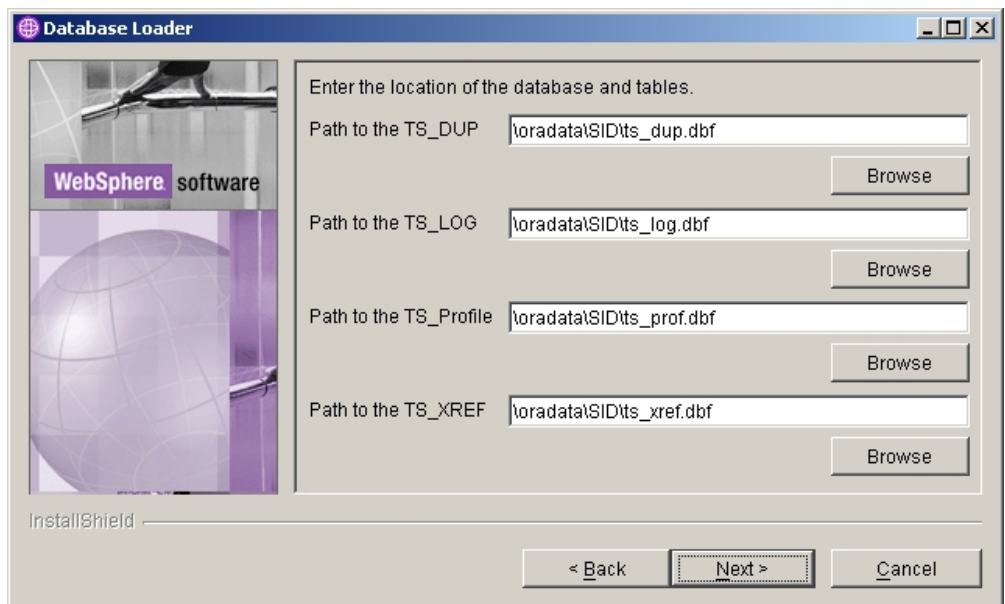 Database Loader
WebSphere software
Enter the location of the database and tables.
Path to the TS_DUP \oradata\SID\ts_dup.dbf
Browse
Path to the TS_LOG \oradata\SID\ts_log.dbf
Browse
Path to the TS_Profile \oradata\SID\ts_prof.dbf
Browse
Path to the TS_XREF \oradata\SID\ts_xref.dbf
Browse
InstallShield
< Back Next > Cancel